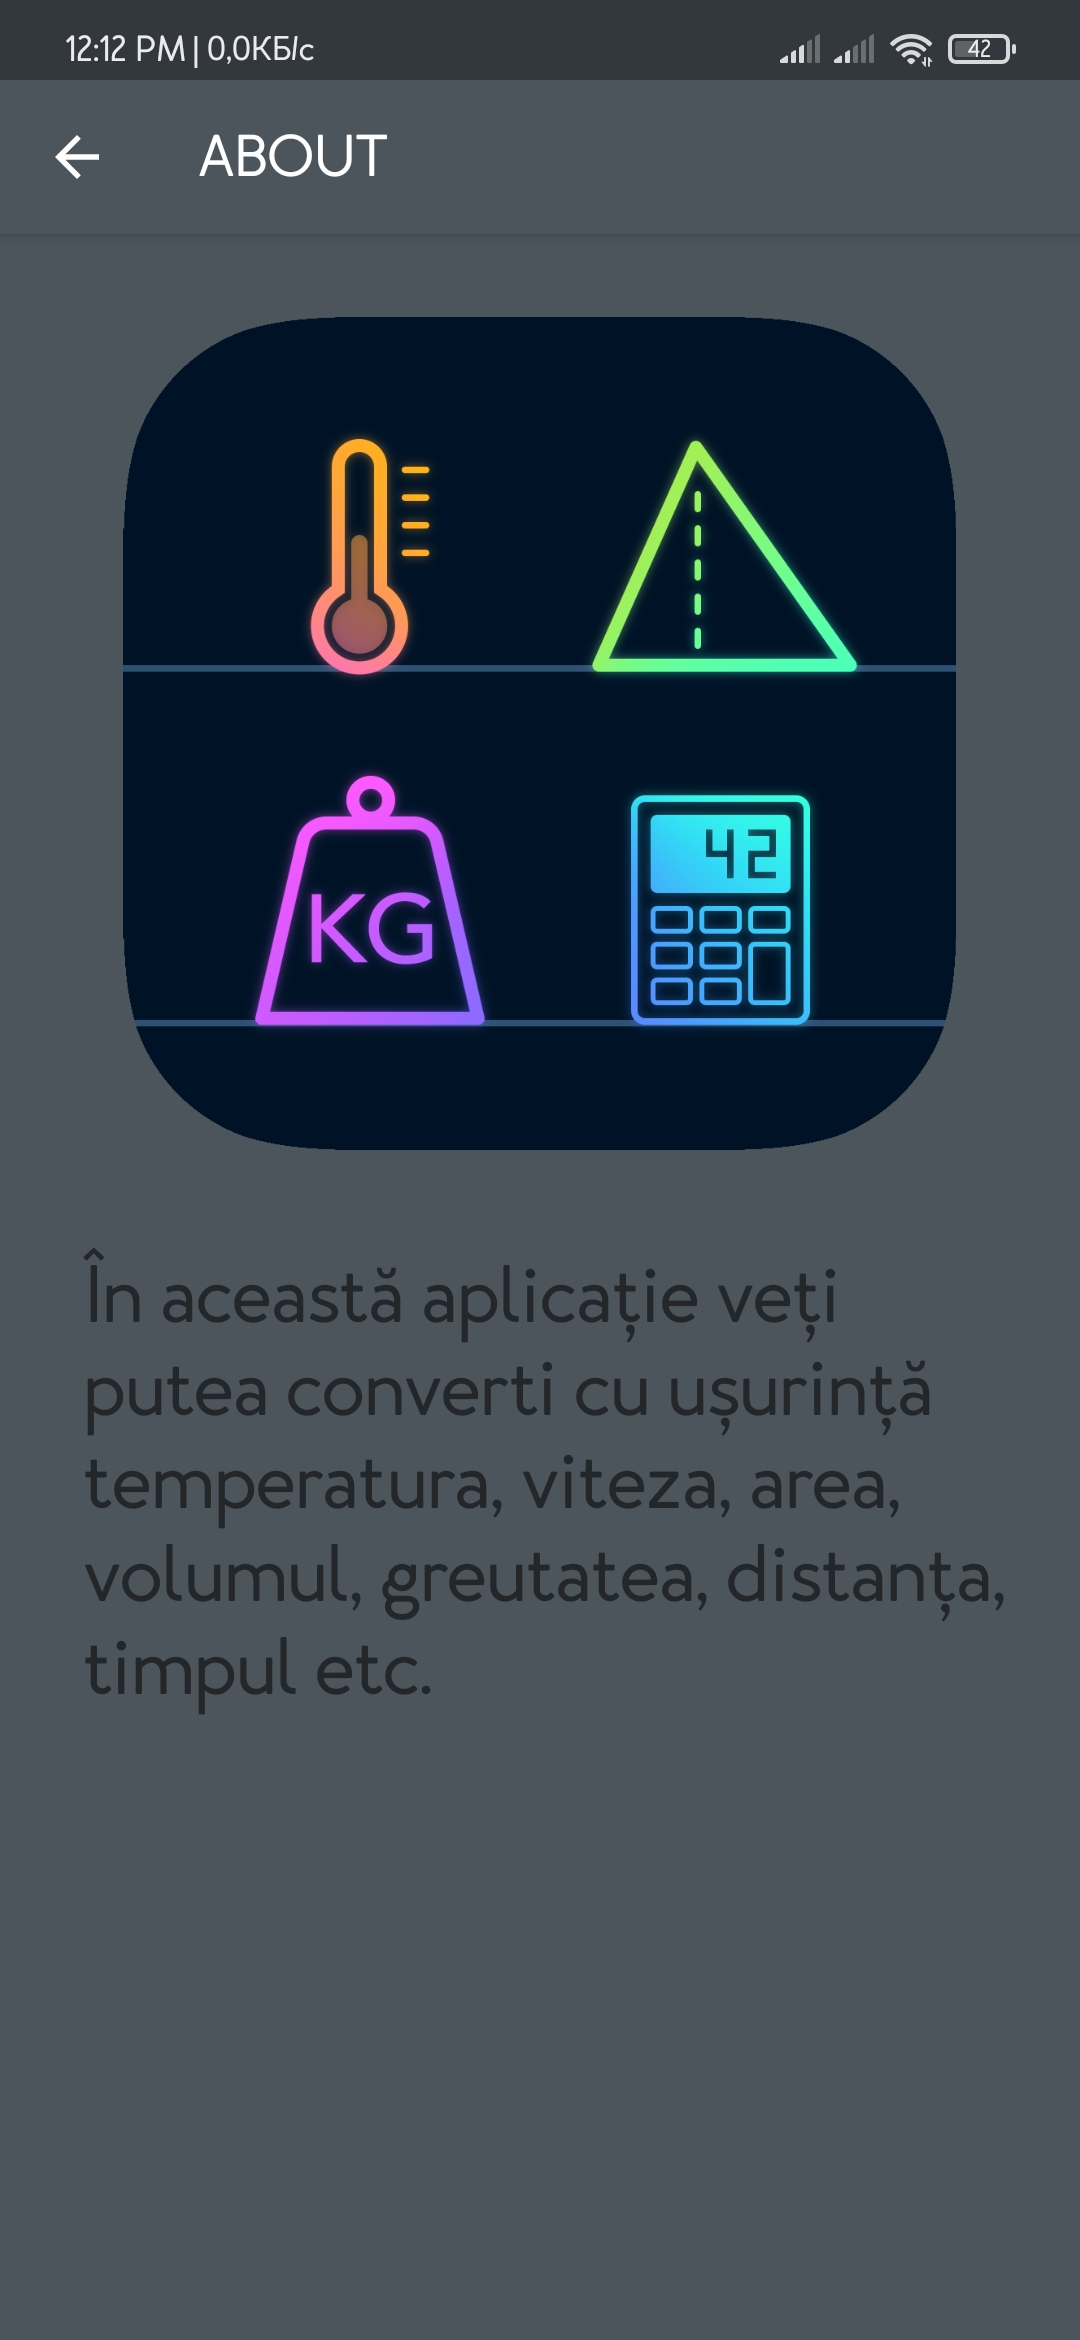 12:12 PM | 0,0КБ/с
42
ABOUT
42
KG
În această aplicație veți
putea converti cu ușurință
temperatura, viteza, area,
volumul, greutatea, distanța,
timpul etc.